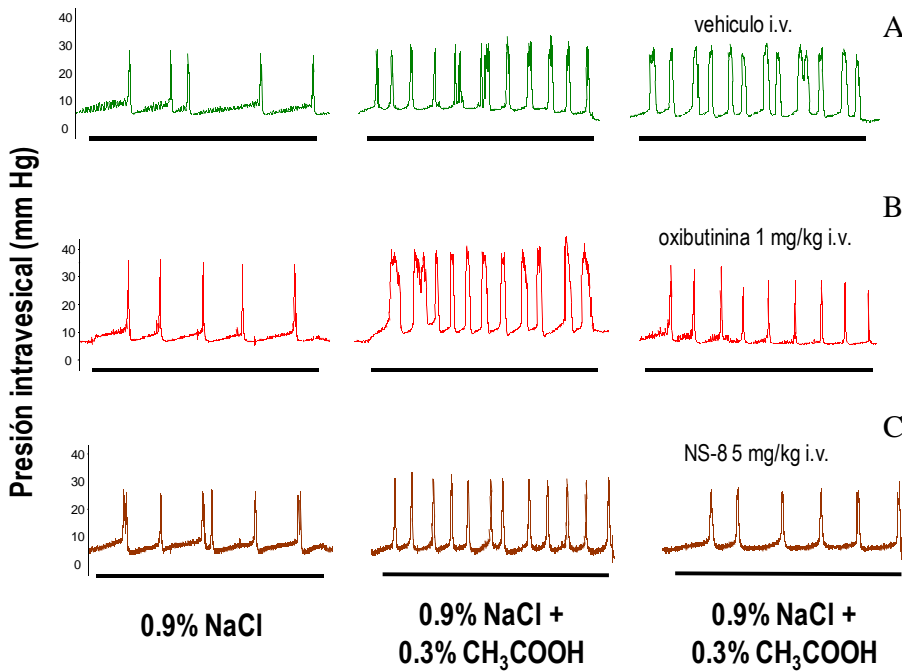 Presión intravesical (mm Hg)
A
vehiculo i.v.
40
30
20
10
0
B
oxibutinina 1 mg/kg i.v.
40
30
20
10
0
C
NS-8 5 mg/kg i.v.
40
30
20
10
0
0.9% NaCl
0.9% NaCl +
0.3% CH₃COOH
0.9% NaCl +
0.3% CH₃COOH